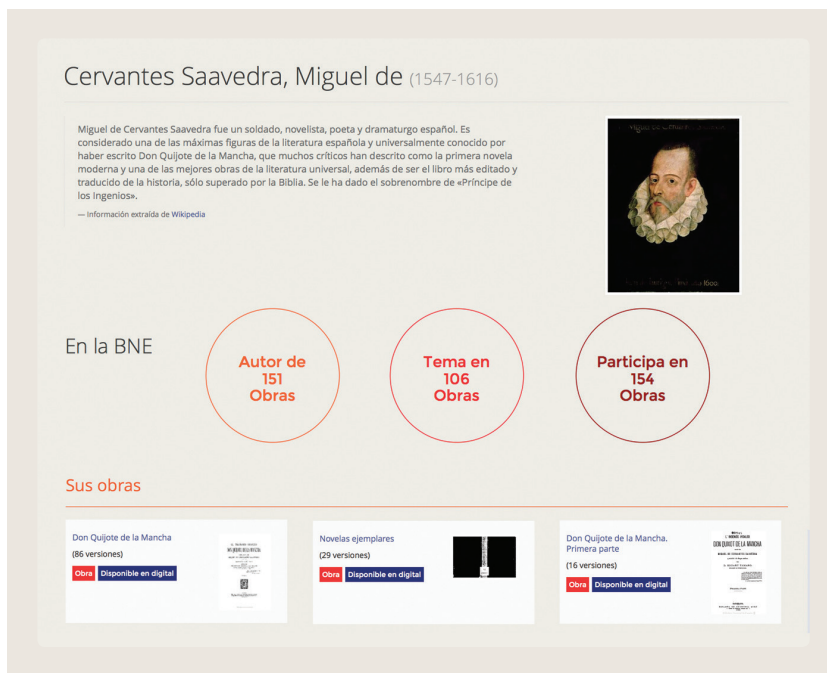 Cervantes Saavedra, Miguel de (1547-1616)
Miguel de Cervantes Saavedra fue un soldado, novelista, poeta y dramaturgo español. Es
considerado una de las máximas figuras de la literatura española y universalmente conocido por
haber escrito Don Quijote de la Mancha, que muchos críticos han descrito como la primera novela
moderna y una de las mejores obras de la literatura universal, además de ser el libro más editado y
traducido de la historia, sólo superado por la Biblia. Se le ha dado el sobrenombre de «Príncipe de
los Ingenios».
— Información extraída de Wikipedia
En la BNE
Autor de
151
Obras
Tema en
106
Obras
Participa en
154
Obras
Sus obras
Don Quijote de la Mancha
(86 versiones)
Obra Disponible en digital
Novelas ejemplares
(29 versiones)
Obra Disponible en digital
Don Quijote de la Mancha.
Primera parte
(16 versiones)
Obra Disponible en digital
DON QUIJOTE DE LA MANCHA